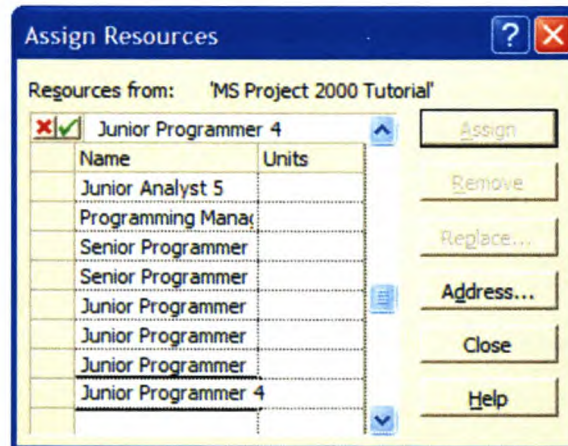 Assign Resources
Resources from: 'MS Project 2000 Tutorial'
Junior Programmer 4
Assign
Name Units
Junior Analyst 5
Remove
Programming Manag
Senior Programmer
Replace...
Senior Programmer
Junior Programmer
Address...
Junior Programmer
Close
Junior Programmer
Junior Programmer 4
Help